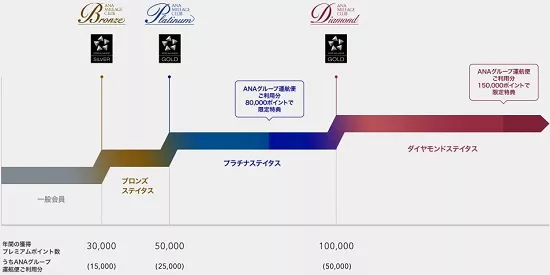 ANA
MILEAGE
CLUB
Bronze
ANA
MILEAGE
CLUB
Platinum
ANA
MILEAGE
CLUB
Diamond
SILVER
GOLD
GOLD
ANAグループ運航便
ご利用分
80,000ポイントで
限定特典
ANAグループ運航便
ご利用分
150,000ポイントで
限定特典
一般会員
ブロンズ
ステイタス
プラチナステイタス
ダイヤモンドステイタス
年間の獲得
プレミアムポイント数
30,000
50,000
100,000
うちANAグループ
運航便ご利用分
(15,000)
(25,000)
(50,000)